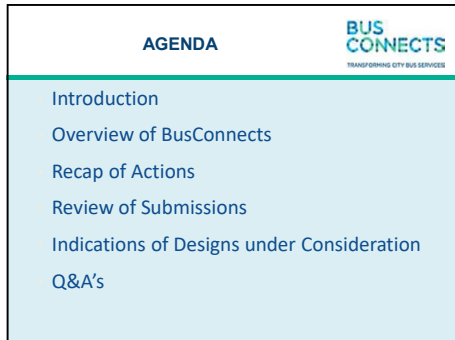 AGENDA
BUS
CONNECTS
TRANSFORMING CITY BUS SERVICES
Introduction
Overview of BusConnects
Recap of Actions
Review of Submissions
Indications of Designs under Consideration
Q&A's